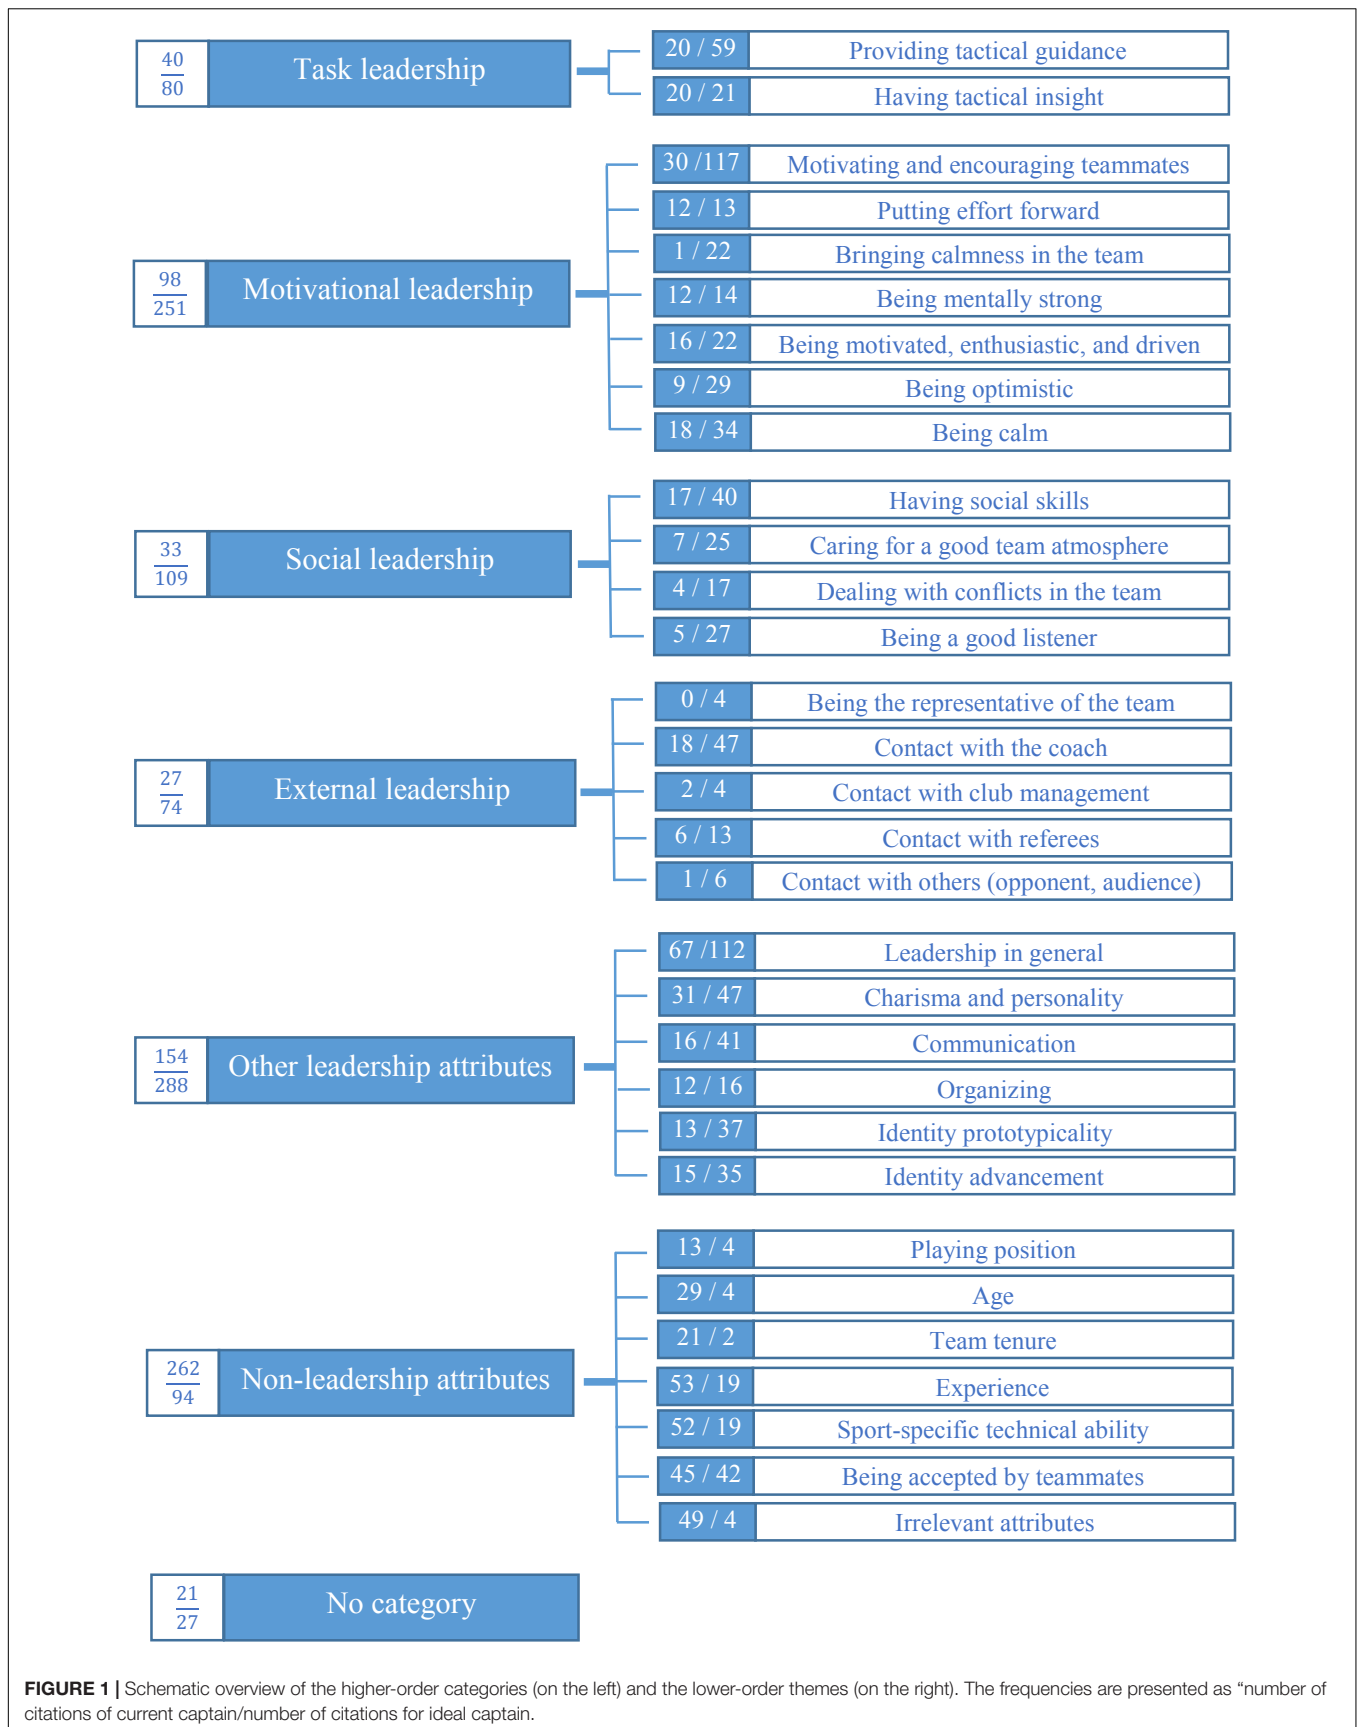 40
80
Task leadership
20 / 59 Providing tactical guidance
20 / 21 Having tactical insight
98
251
Motivational leadership
30 /117 Motivating and encouraging teammates
12 / 13 Putting effort forward
1 / 22 Bringing calmness in the team
12 / 14 Being mentally strong
16 / 22 Being motivated, enthusiastic, and driven
9 / 29 Being optimistic
18 / 34 Being calm
33
109
Social leadership
17 / 40 Having social skills
7 / 25 Caring for a good team atmosphere
4 / 17 Dealing with conflicts in the team
5 / 27 Being a good listener
27
74
External leadership
0 / 4 Being the representative of the team
18 / 47 Contact with the coach
2 / 4 Contact with club management
6 / 13 Contact with referees
1 / 6 Contact with others (opponent, audience)
154
288
Other leadership attributes
67 /112 Leadership in general
31 / 47 Charisma and personality
16 / 41 Communication
12 / 16 Organizing
13 / 37 Identity prototypicality
15 / 35 Identity advancement
262
94
Non-leadership attributes
13 / 4 Playing position
29 / 4 Age
21 / 2 Team tenure
53 / 19 Experience
52 / 19 Sport-specific technical ability
45 / 42 Being accepted by teammates
49 / 4 Irrelevant attributes
21
27
No category
FIGURE 1 | Schematic overview of the higher-order categories (on the left) and the lower-order themes (on the right). The frequencies are presented as “number of
citations of current captain/number of citations for ideal captain.